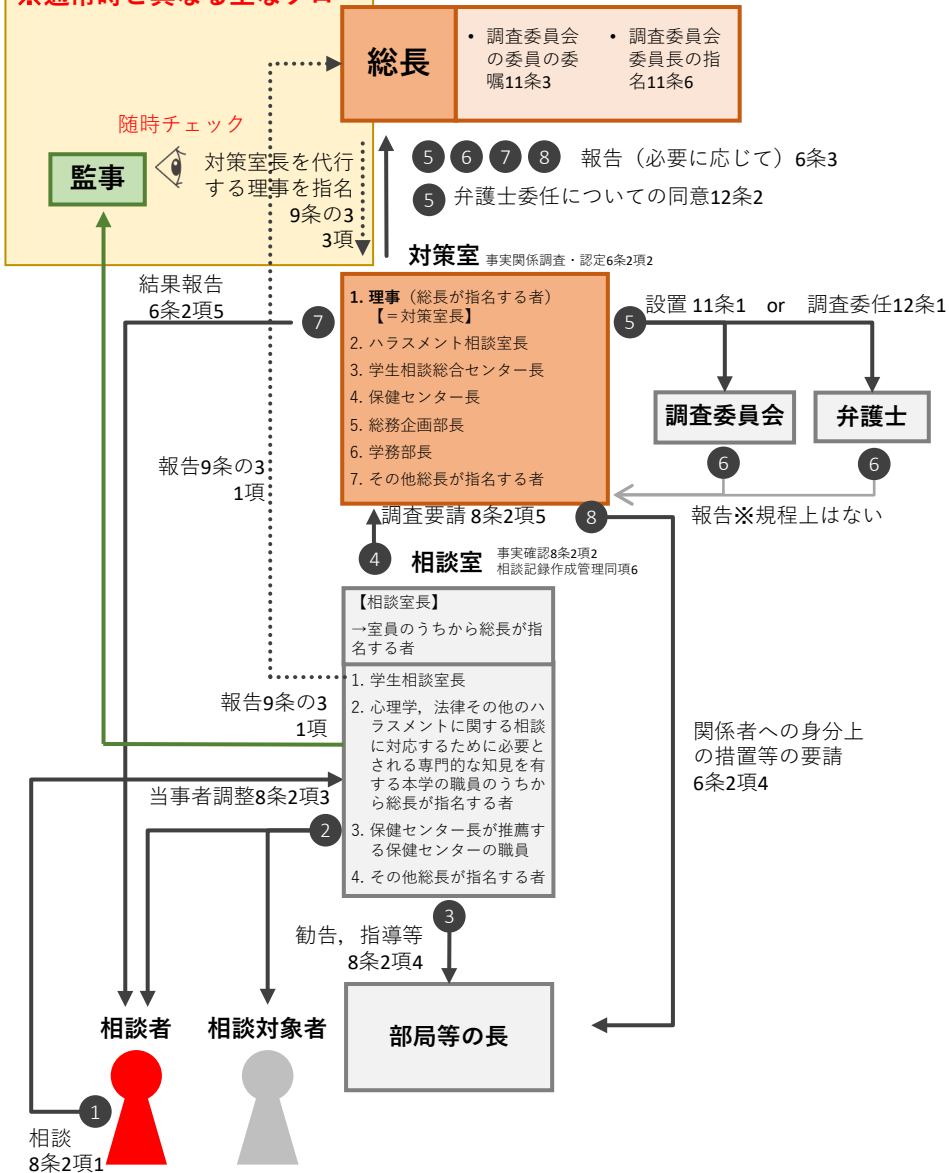 ※通常時と異なる主なフロー
総長
• 調査委員会
の委員の委
嘱11条3
• 調査委員会
委員長の指
名11条6
随時チェック
監事
対策室長を代行
する理事を指名
9条の3
3項
5 6 7 8 報告（必要に応じて）6条3
5 弁護士委任についての同意12条2
対策室 事実関係調査・認定6条2項2
結果報告
6条2項5
7
1. 理事（総長が指名する者）
【＝対策室長】
2. ハラスメント相談室長
3. 学生相談総合センター長
4. 保健センター長
5. 総務企画部長
6. 学務部長
7. その他総長が指名する者
5
設置 11条1 or 調査委任12条1
調査委員会
弁護士
6
6
報告※規程上はない
報告9条の3
1項
調査要請 8条2項5
8
4
相談室
事実確認8条2項2
相談記録作成管理同項6
【相談室長】
→室員のうちから総長が指
名する者
1. 学生相談室長
2. 心理学，法律その他のハ
ラスメントに関する相談
に対応するために必要と
される専門的な知見を有
する本学の職員のうちか
ら総長が指名する者
3. 保健センター長が推薦す
る保健センターの職員
4. その他総長が指名する者
報告9条の3
1項
当事者調整8条2項3
2
関係者への身分上
の措置等の要請
6条2項4
3
勧告，指導等
8条2項4
部局等の長
相談者
相談対象者
1
相談
8条2項1